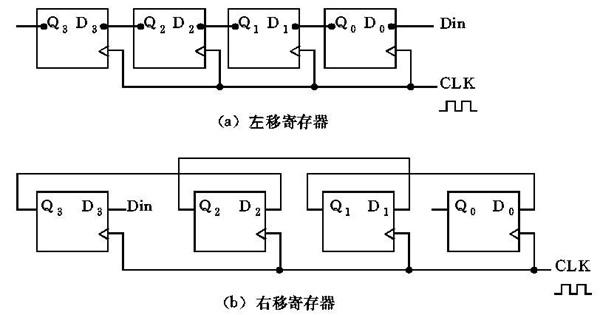 Q3 D3 Q2 D2 Q1 D1 Q0 D0 Din
CLK
(a) 左移寄存器
Q3 D3 Din Q2 D2 Q1 D1 Q0 D0
CLK
(b) 右移寄存器